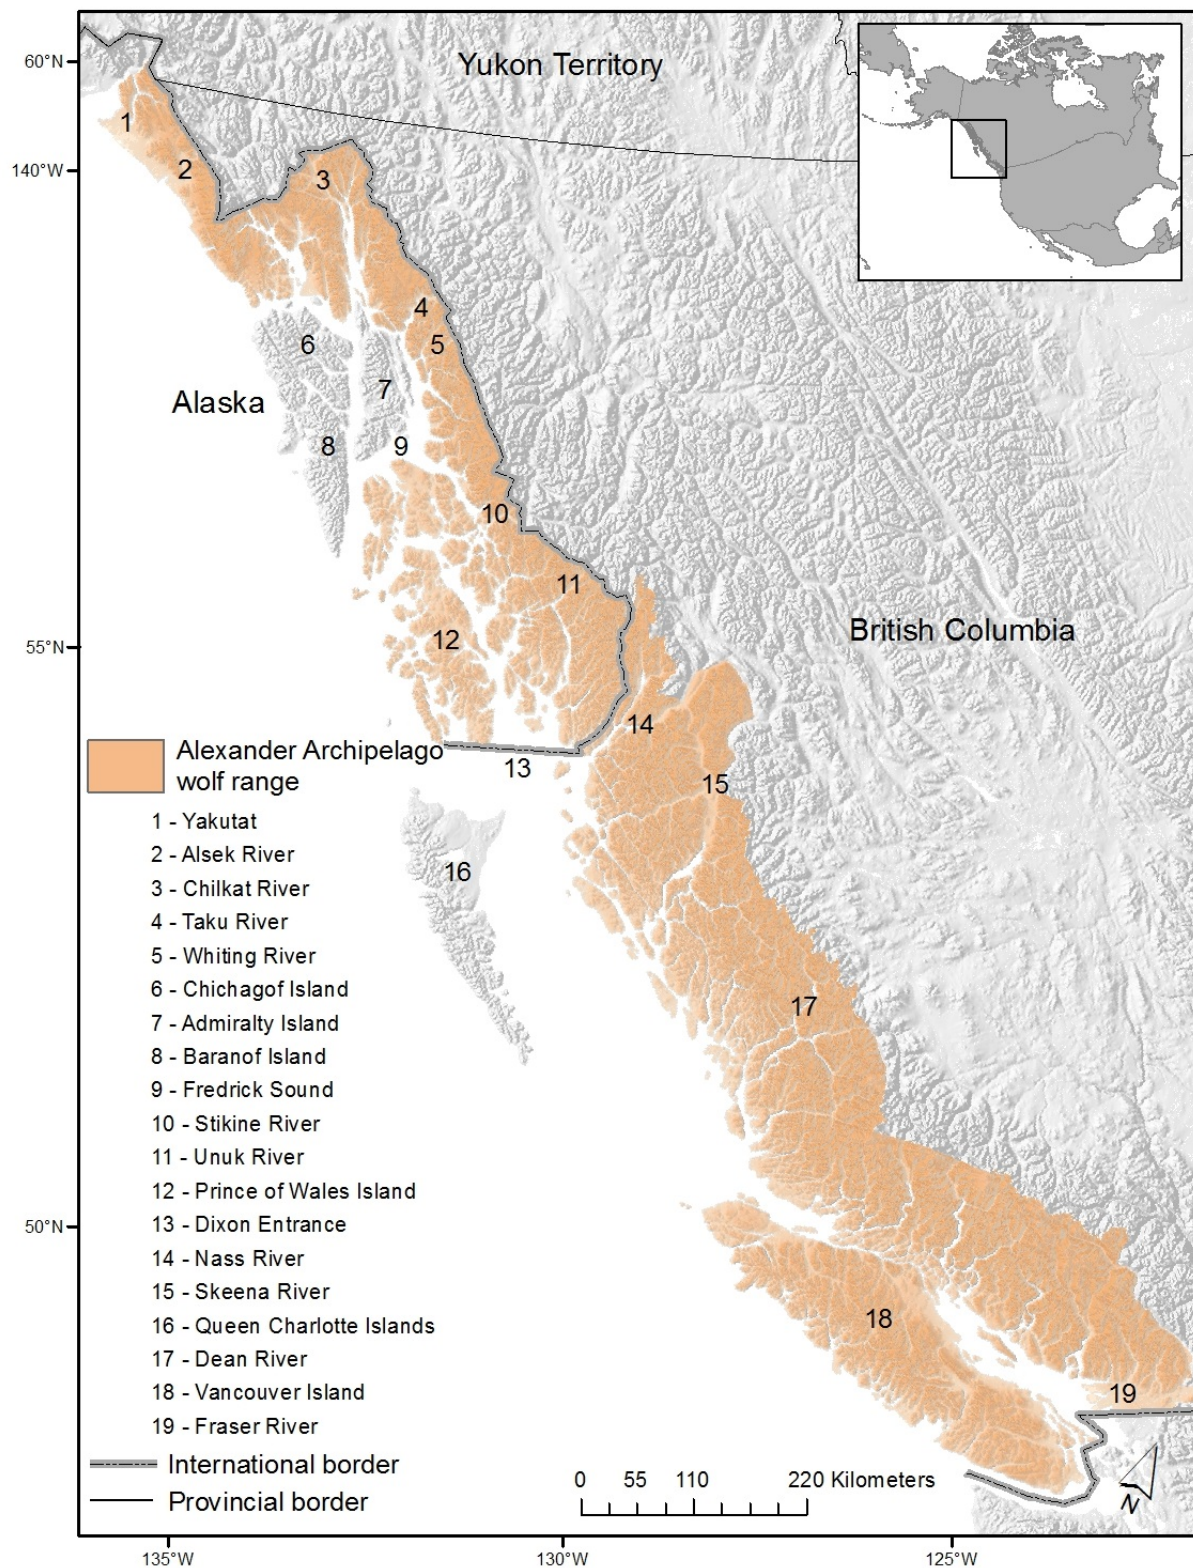 60°N
Yukon Territory
1
140°W
2
3
4
6
5
7
Alaska
8
9
10
11
British Columbia
12
55°N
14
Alexander Archipelago
wolf range
13
15
1 - Yakutat
2 - Alsek River
16
3 - Chilkat River
4 - Taku River
5 - Whiting River
6 - Chichagof Island
17
7 - Admiralty Island
8 - Baranof Island
9 - Fredrick Sound
10 - Stikine River
11 - Unuk River
12 - Prince of Wales Island
13 - Dixon Entrance
50°N
14 - Nass River
15 - Skeena River
18
16 - Queen Charlotte Islands
17 - Dean River
18 - Vancouver Island
19
19 - Fraser River
International border
Provincial border
0 55 110 220 Kilometers
N
135°W
130°W
125°W